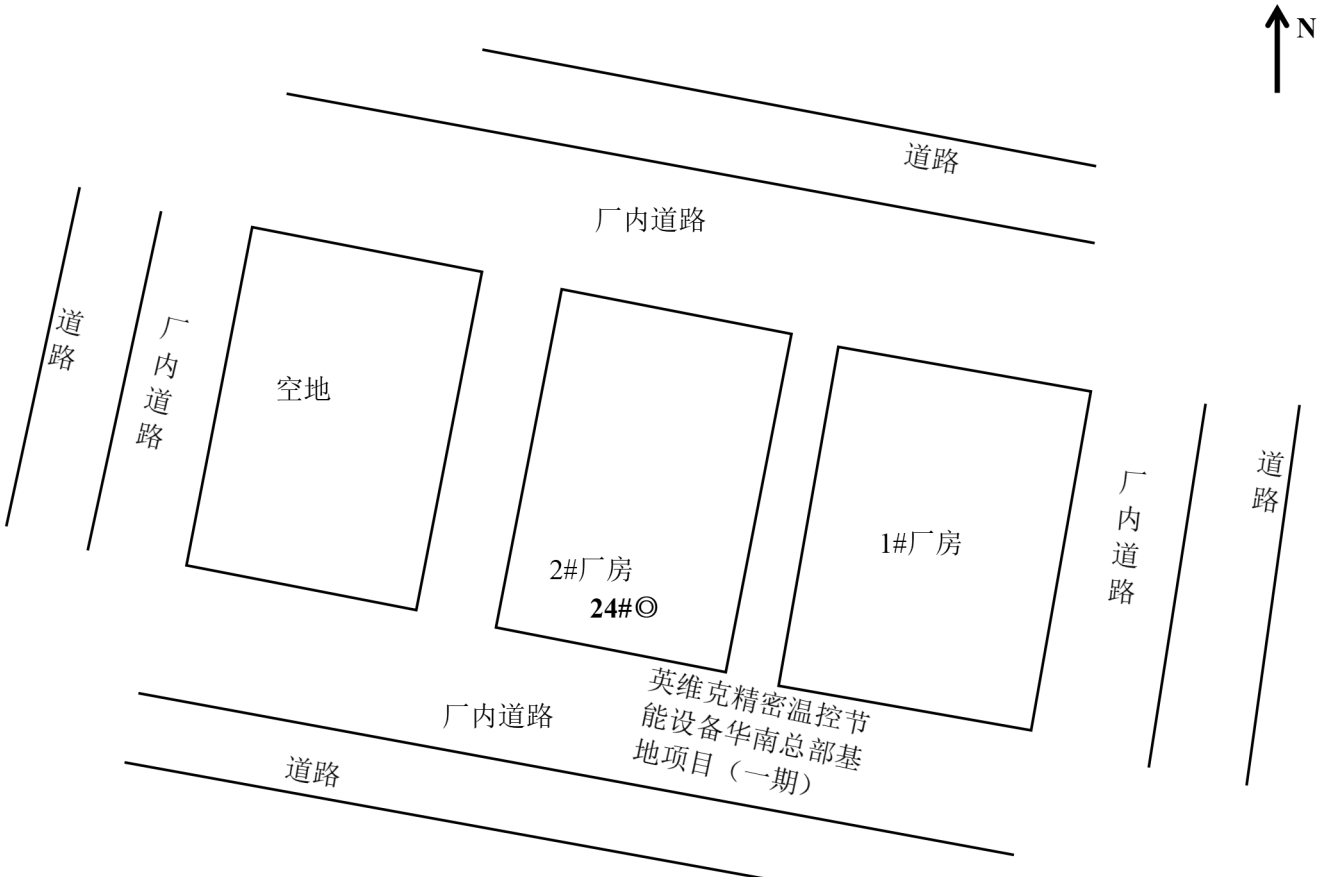 N
道路
厂内道路
道路
厂内道路
空地
2#厂房
24#◎
1#厂房
厂内道路
道路
英维克精密温控节
能设备华南总部基
地项目（一期）
厂内道路
道路